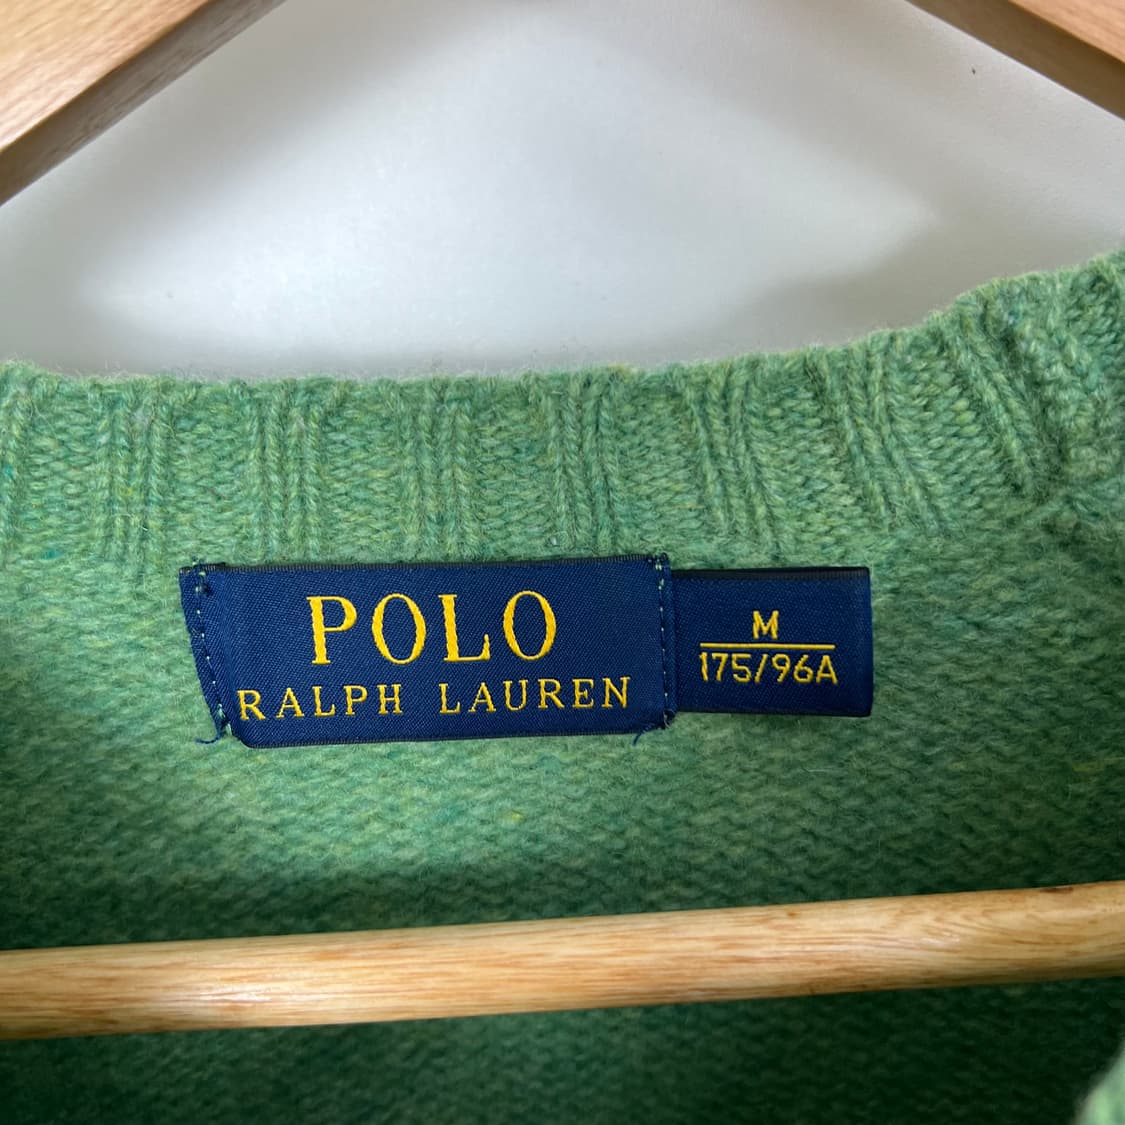 POLO
RALPH LAUREN
M
175/96A